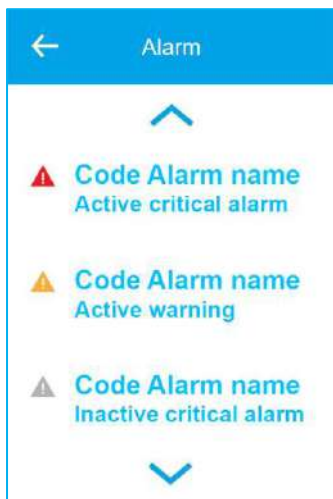 Alarm
Code Alarm name
Active critical alarm
Code Alarm name
Active warning
Code Alarm name
Inactive critical alarm